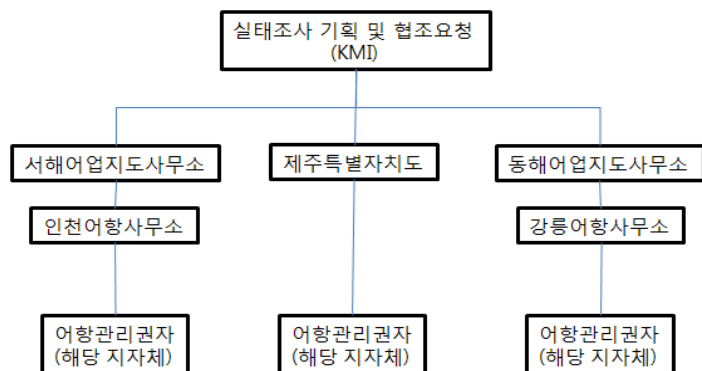 실태조사 기획 및 협조요청
(KMI)
서해어업지도사무소
제주특별자치도
동해어업지도사무소
인천어항사무소
강릉어항사무소
어항관리권자
(해당 지자체)
어항관리권자
(해당 지자체)
어항관리권자
(해당 지자체)